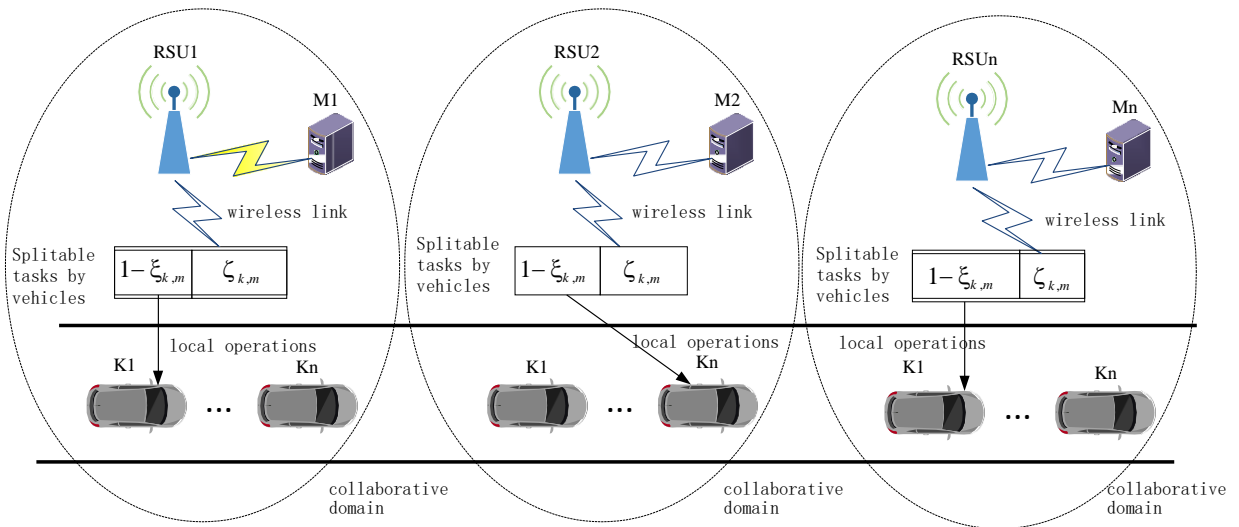 RSU1
M1
wireless link
Splitable
tasks by
vehicles
1−ξk,m
ζk,m
local operations
K1
...
Kn
collaborative
domain
RSU2
M2
wireless link
Splitable
tasks by
vehicles
1−ξk,m
ζk,m
local operations
K1
...
Kn
collaborative
domain
RSUn
Mn
wireless link
Splitable
tasks by
vehicles
1−ξk,m
ζk,m
local operations
K1
...
Kn
collaborative
domain